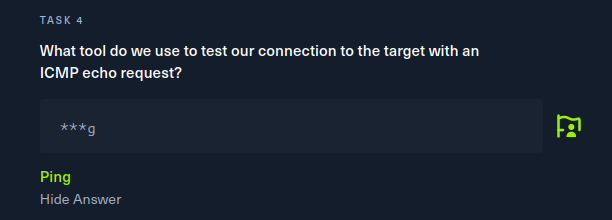 TASK 4
What tool do we use to test our connection to the target with an
ICMP echo request?
***g
Ping
Hide Answer